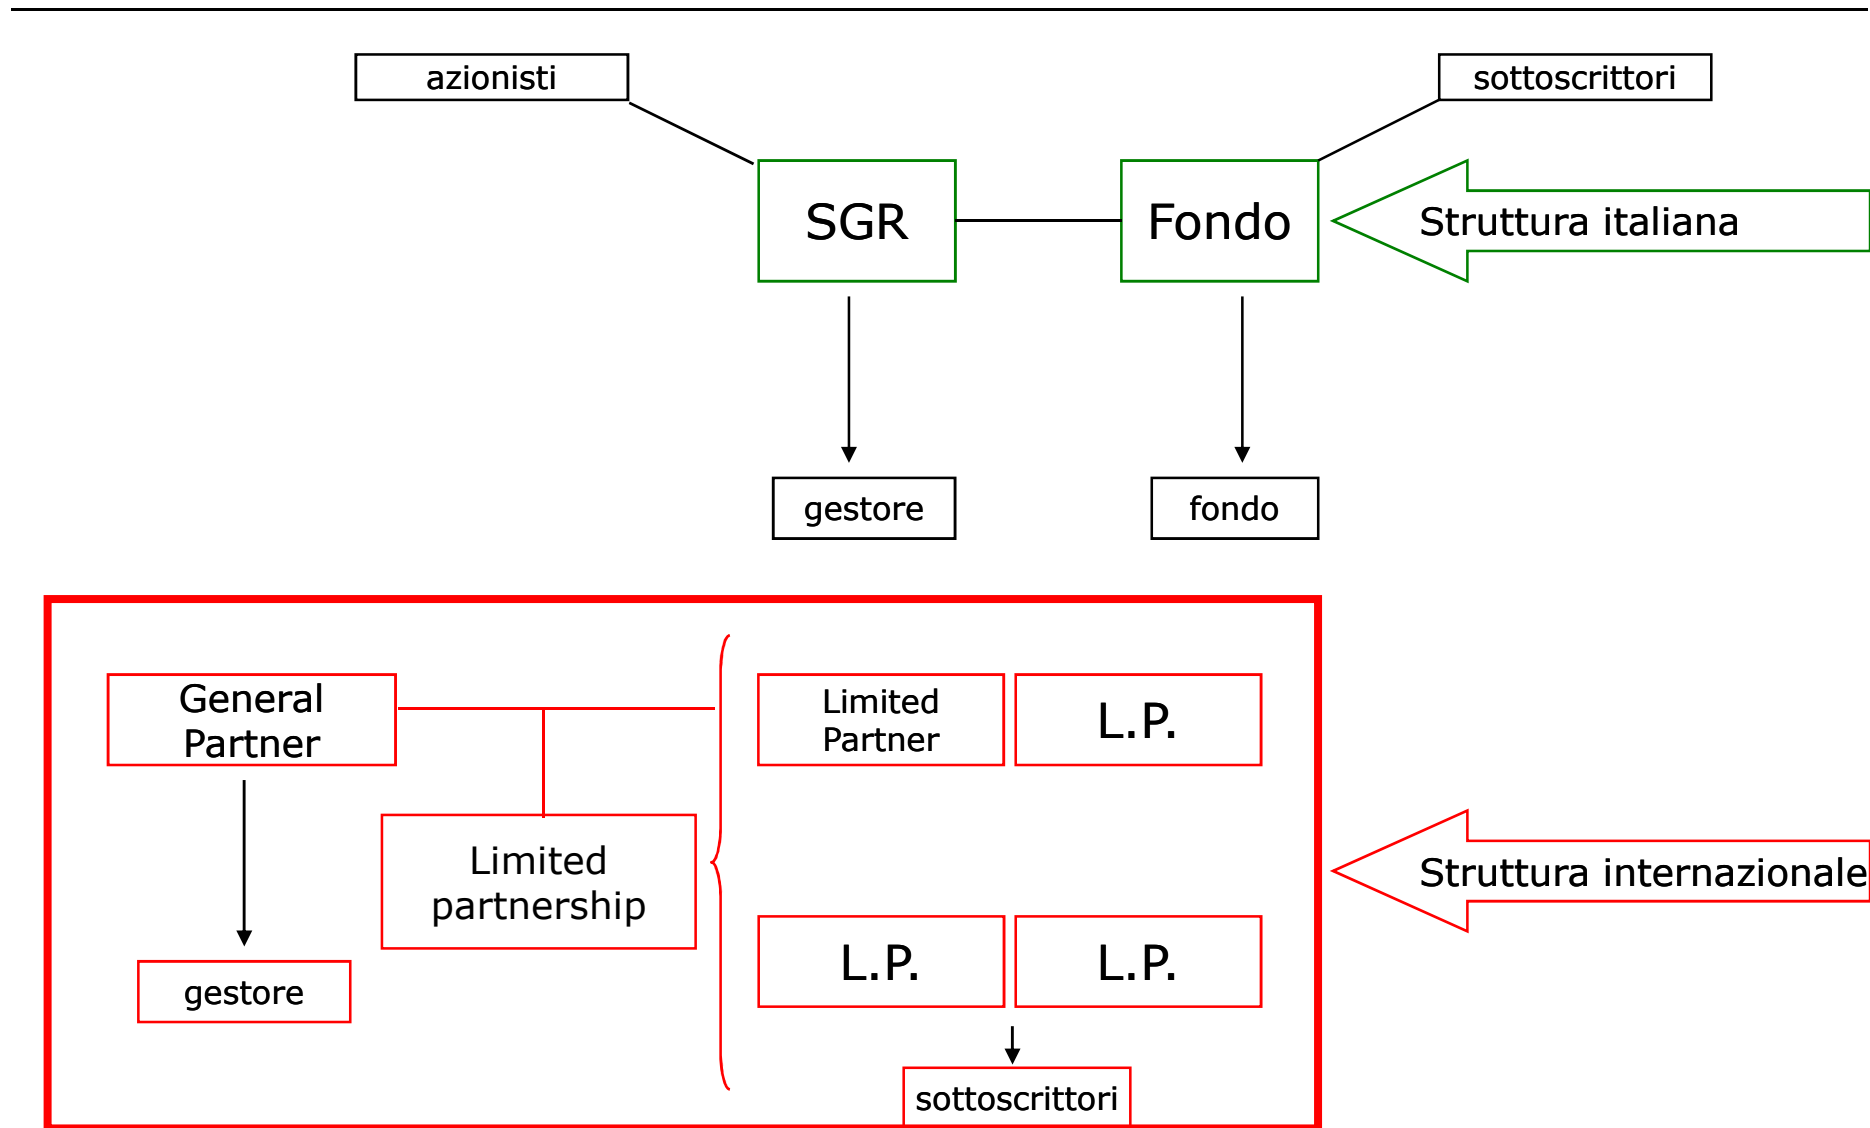 azionisti
sottoscrittori
SGR
Fondo
Struttura italiana
gestore
fondo
General
Partner
Limited
Partner
L.P.
Limited
partnership
Struttura internazionale
L.P.
L.P.
gestore
sottoscrittori